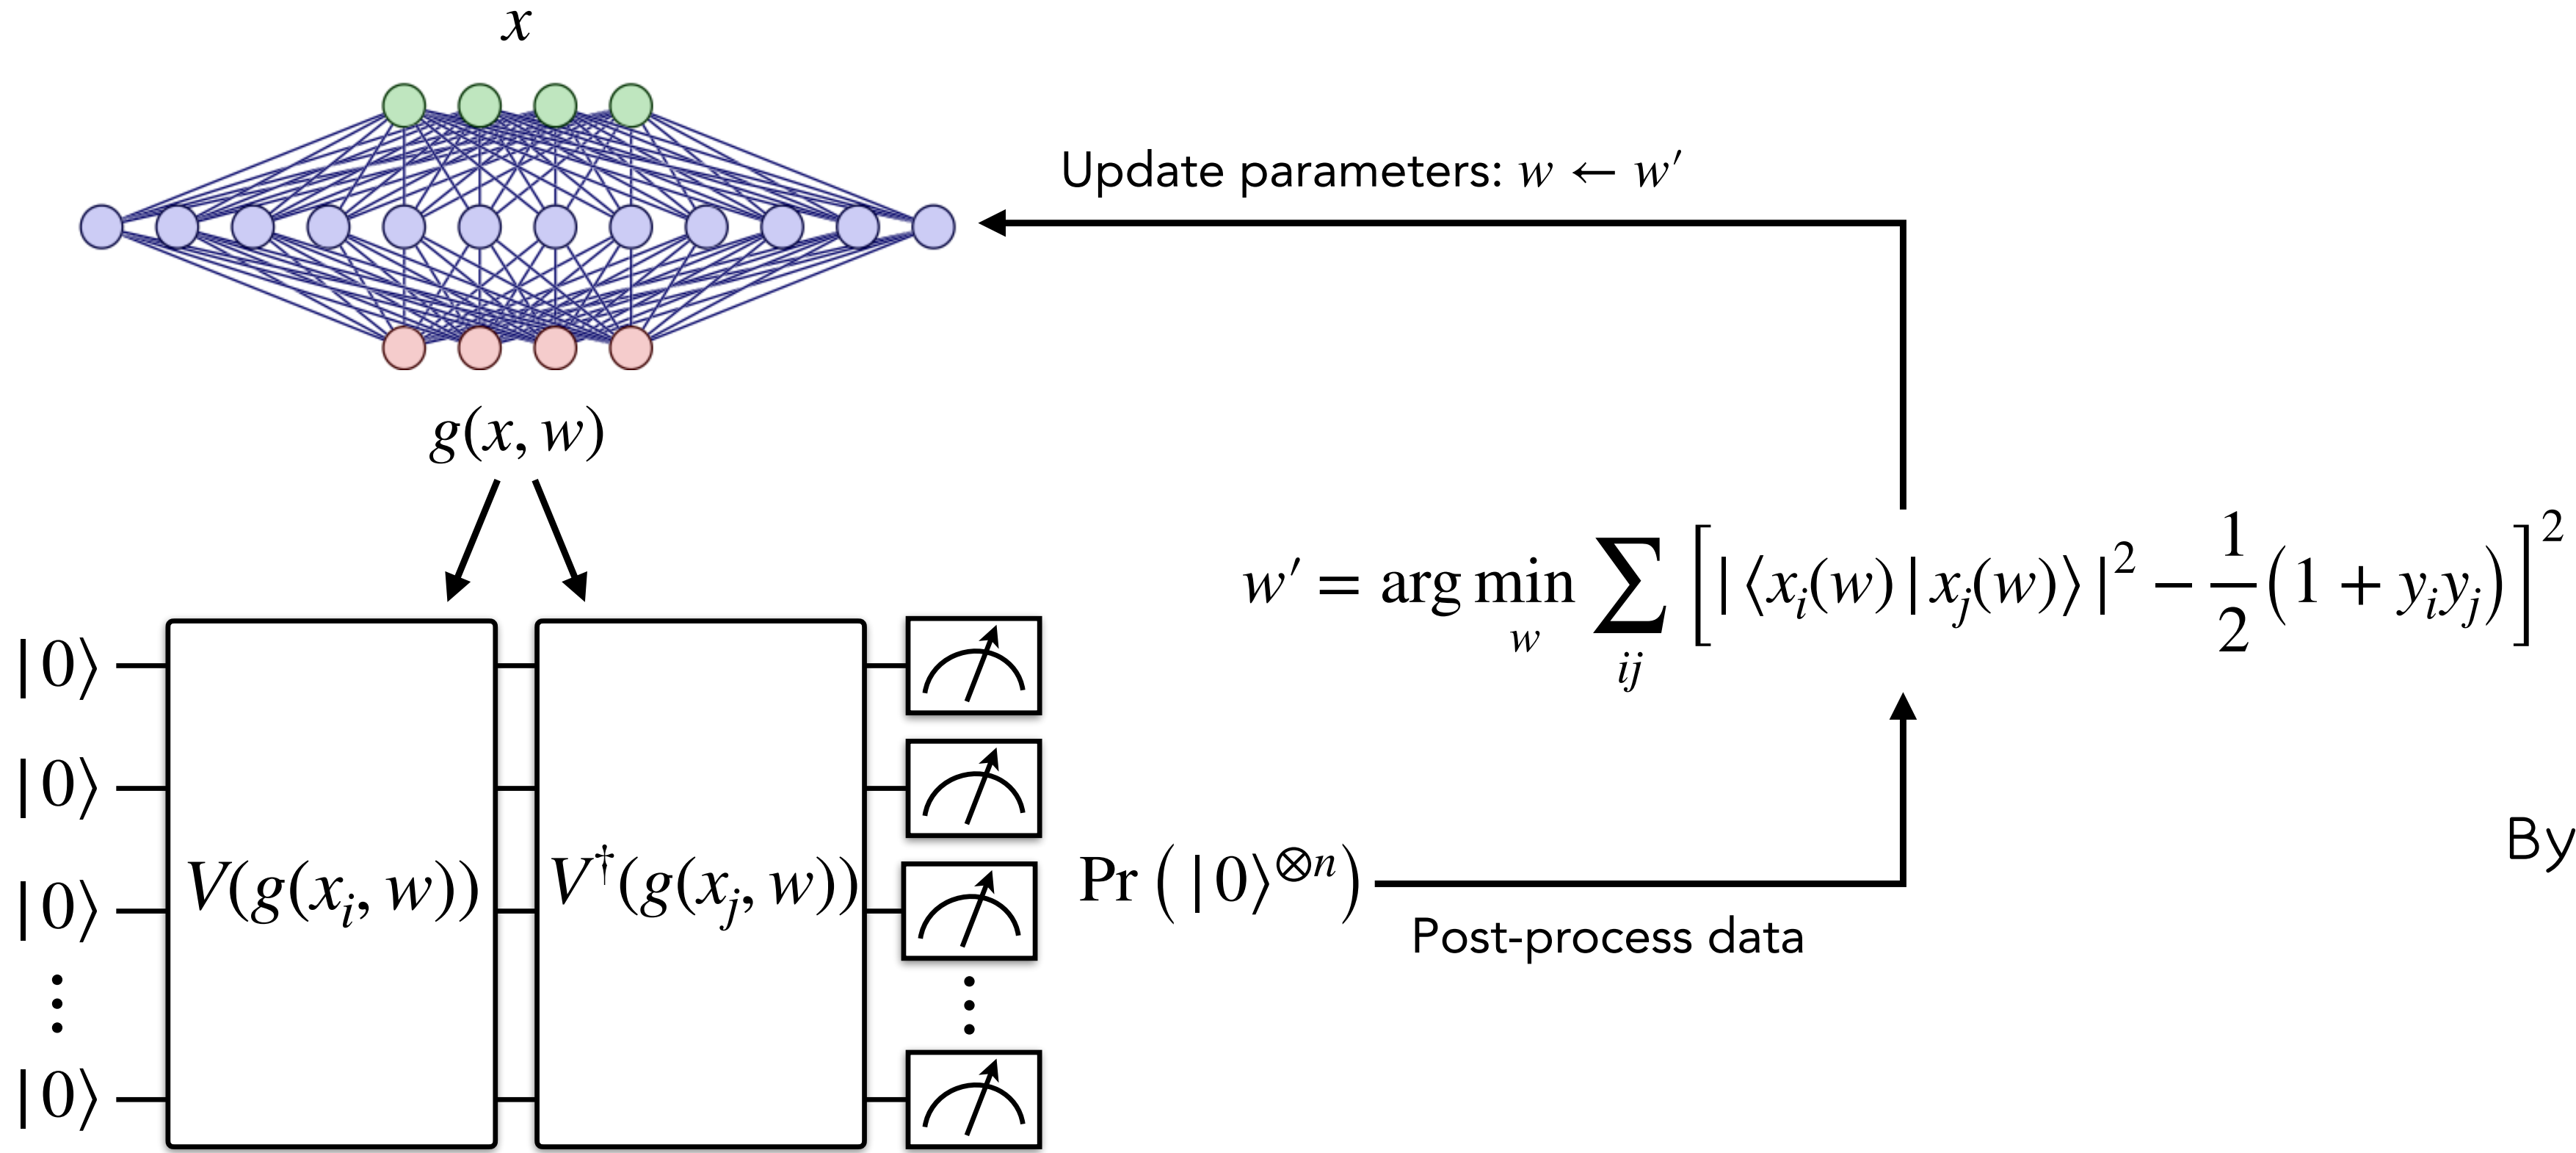 x
g(x, w)
Update parameters: w ← w′
w′ = arg min_w ∑_{ij} [ |⟨x_i(w)|x_j(w)⟩|² − 1/2 (1 + y_i y_j) ]²
|0⟩
|0⟩
|0⟩
⋮
|0⟩
V(g(x_i, w))
V†(g(x_j, w))
⋮
Pr (|0⟩^{⊗n})
Post-process data
By